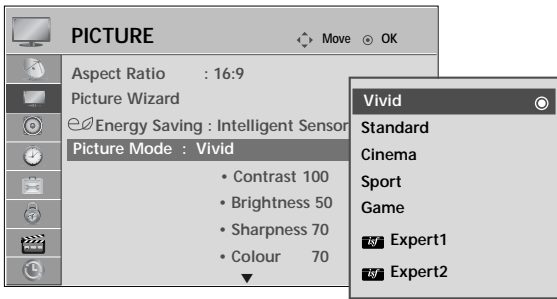 PICTURE
Move OK
Aspect Ratio : 16:9
Picture Wizard
Energy Saving : Intelligent Sensor
Picture Mode : Vivid
• Contrast 100
• Brightness 50
• Sharpness 70
• Colour 70
Vivid
Standard
Cinema
Sport
Game
isf Expert1
isf Expert2